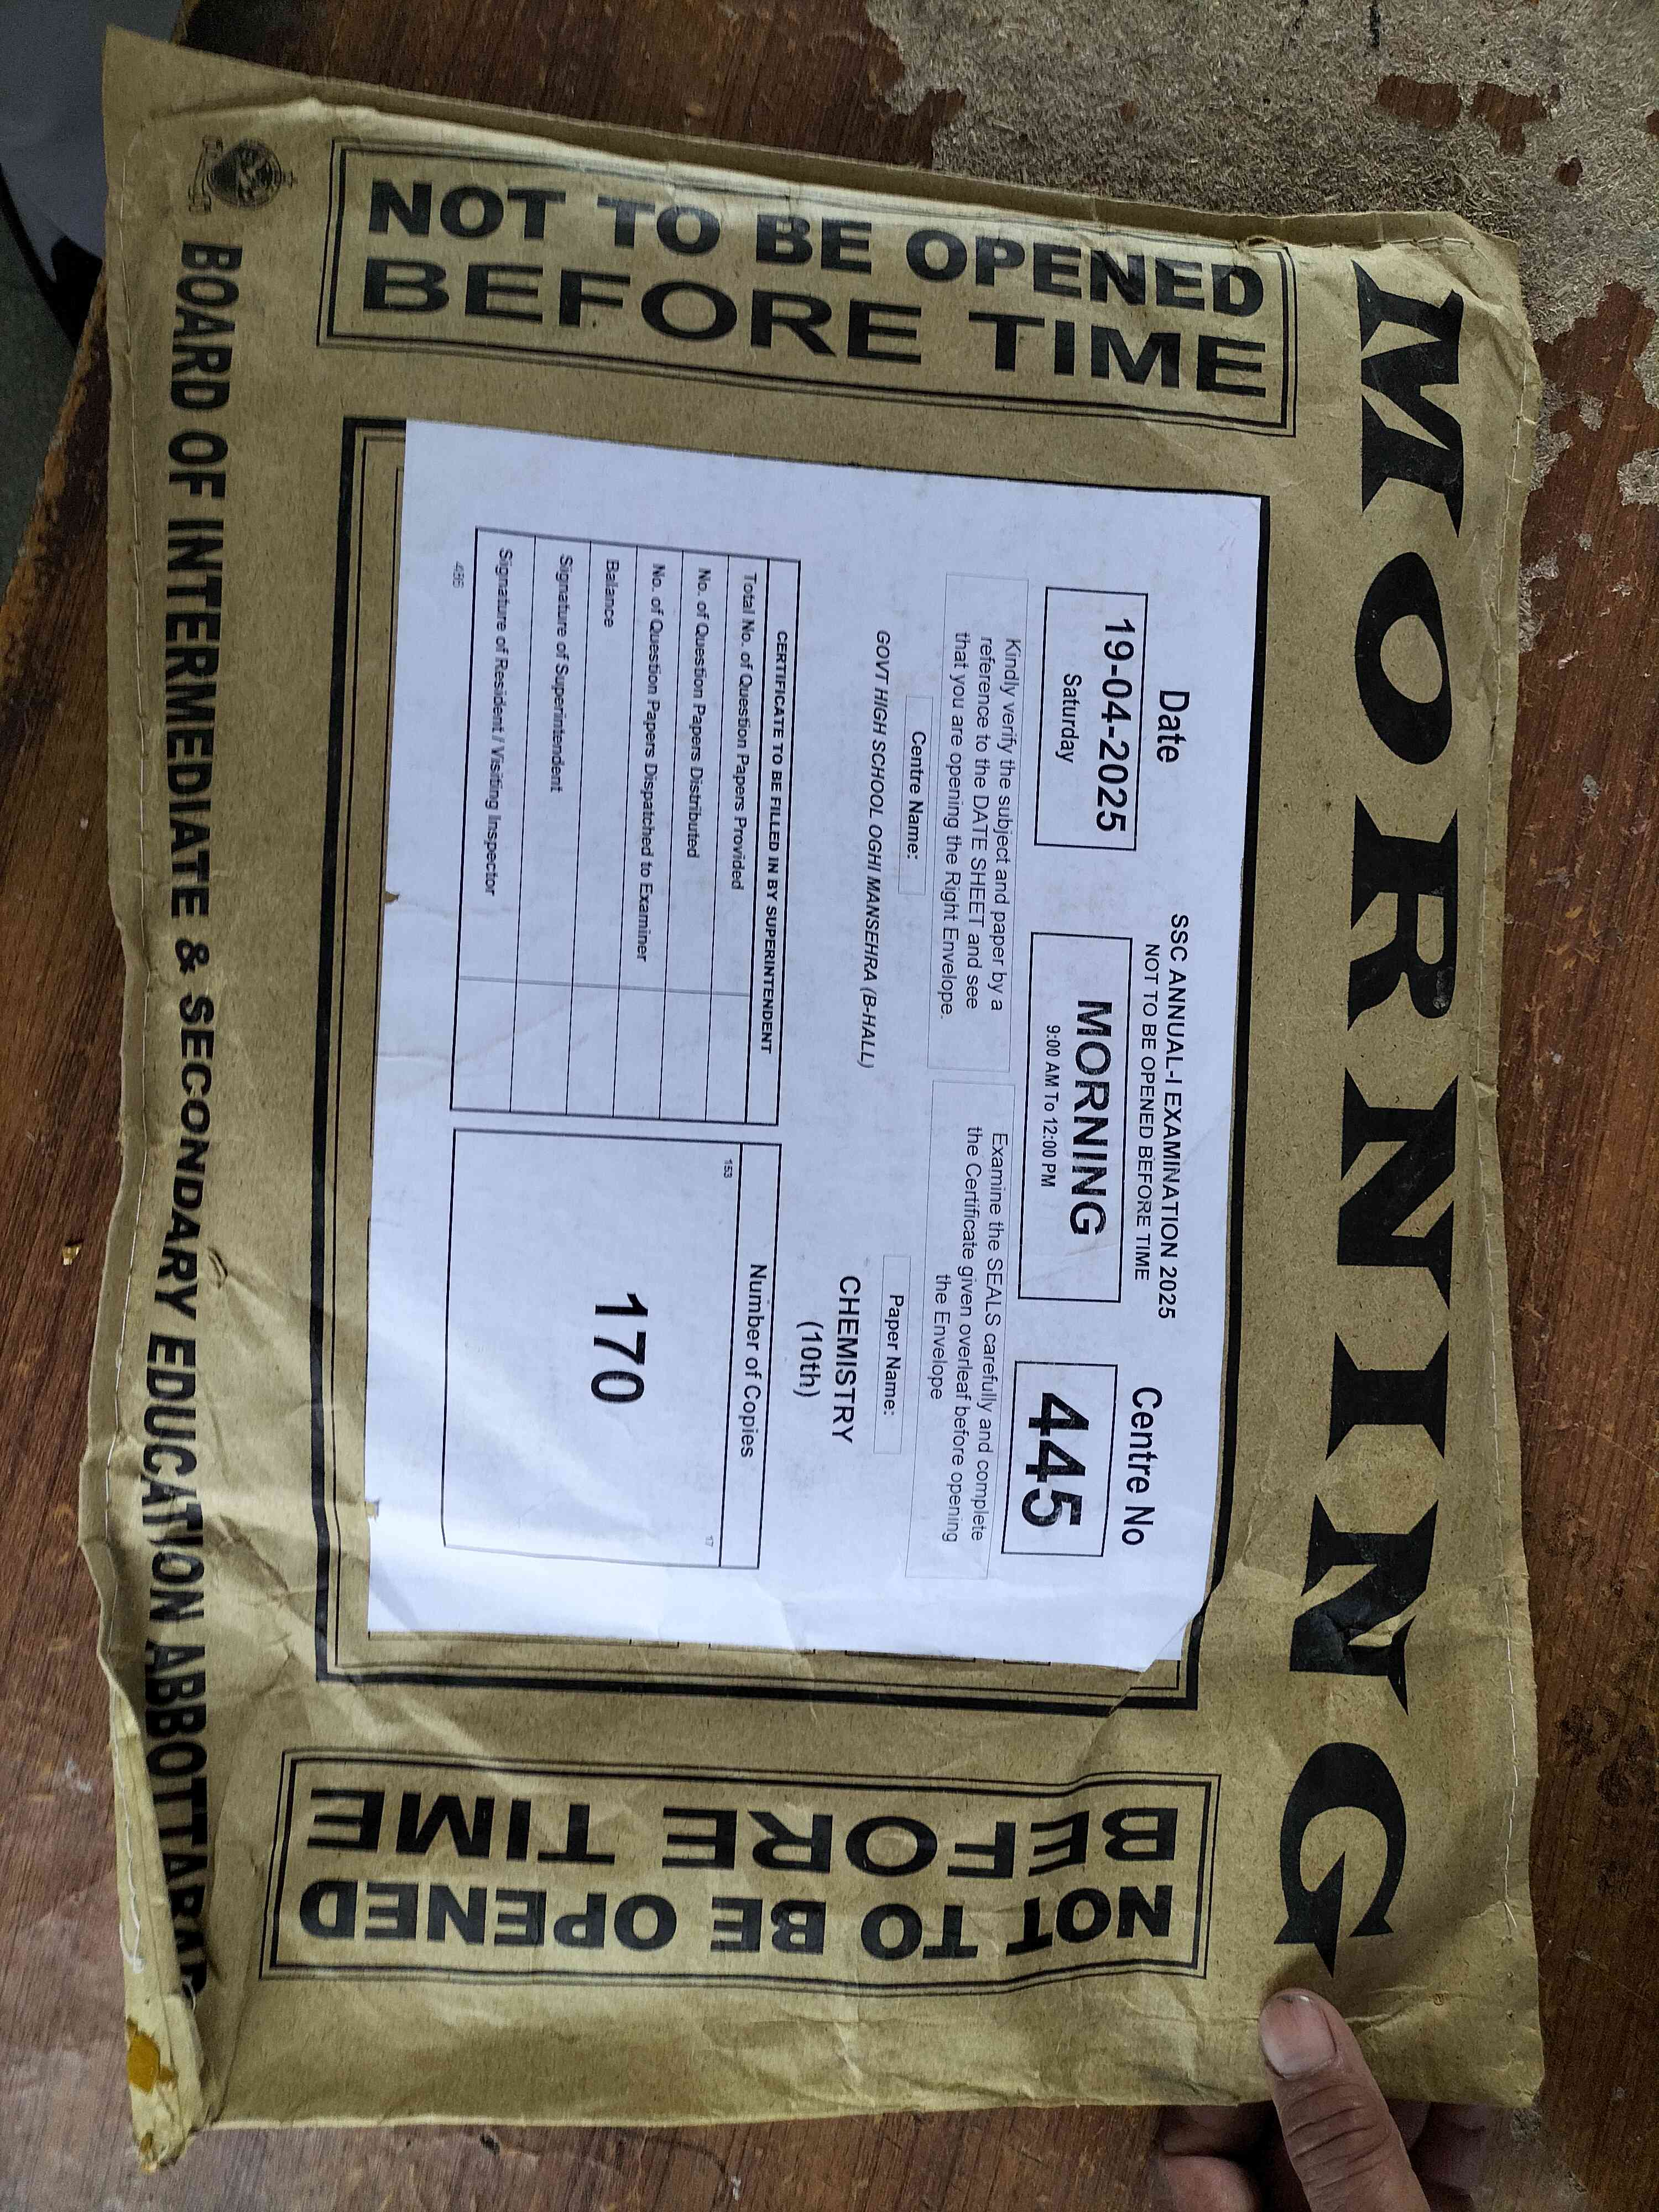 MORNING
NOT TO BE OPENED
BEFORE TIME
Date
19-04-2025
Saturday
SSC ANNUAL-I EXAMINATION 2025
NOT TO BE OPENED BEFORE TIME
MORNING
9:00 AM To 12:00 PM
Centre No
445
Kindly verify the subject and paper by a
reference to the DATE SHEET and see
that you are opening the Right Envelope.
Examine the SEALS carefully and complete
the Certificate given overleaf before opening
the Envelope
Centre Name:
GOVT HIGH SCHOOL OGHI MANSEHRA (B-HALL)
Paper Name:
CHEMISTRY
(10th)
CERTIFICATE TO BE FILLED IN BY SUPERINTENDENT
Total No. of Question Papers Provided
No. of Question Papers Distributed
No. of Question Papers Dispatched to Examiner
Balance
Signature of Superintendent
Signature of Resident / Visiting Inspector
486
Number of Copies
153
17
170
NOT TO BE OPENED
BEFORE TIME
BOARD OF INTERMEDIATE & SECONDARY EDUCATION ABBOTTABAD